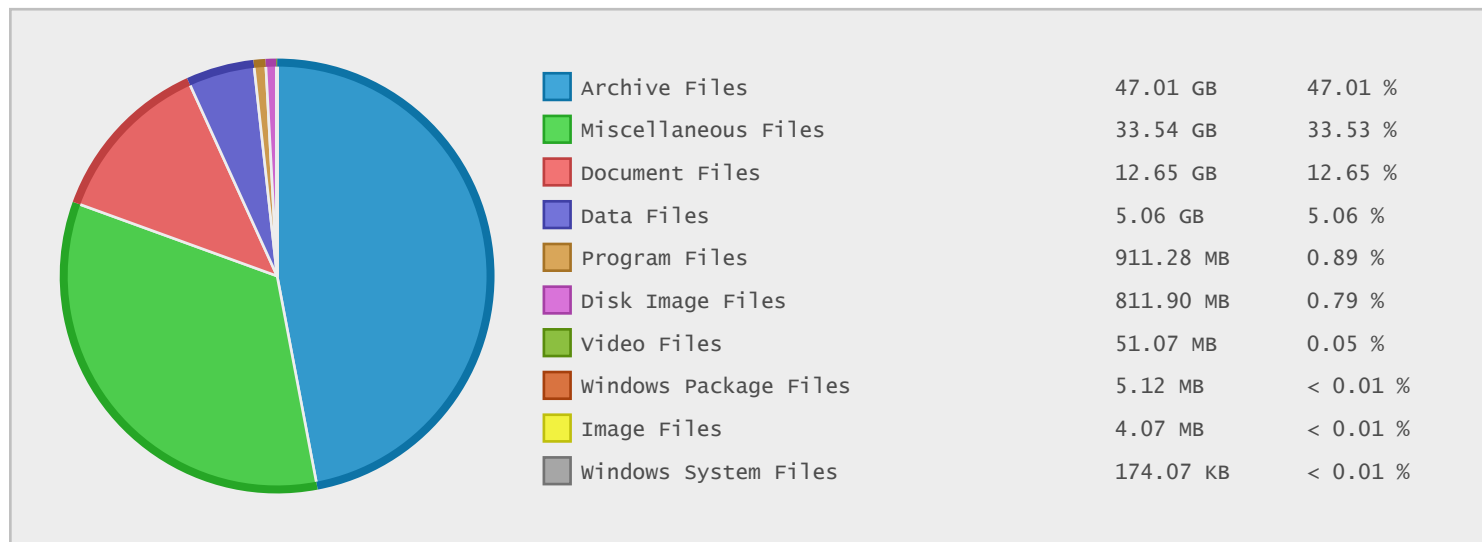 Archive Files 47.01 GB 47.01 %
Miscellaneous Files 33.54 GB 33.53 %
Document Files 12.65 GB 12.65 %
Data Files 5.06 GB 5.06 %
Program Files 911.28 MB 0.89 %
Disk Image Files 811.90 MB 0.79 %
Video Files 51.07 MB 0.05 %
Windows Package Files 5.12 MB < 0.01 %
Image Files 4.07 MB < 0.01 %
Windows System Files 174.07 KB < 0.01 %